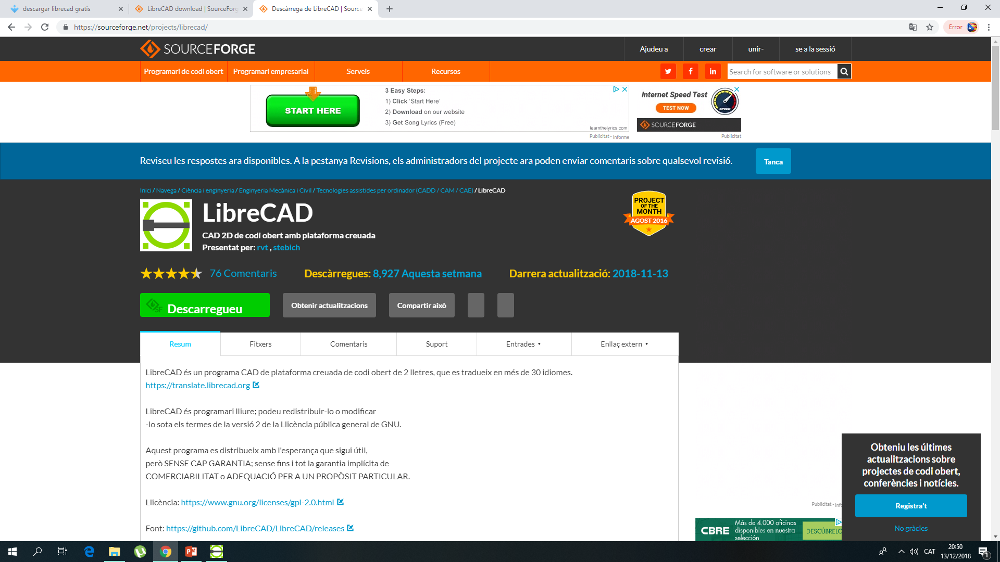 descargar librecad gratis
LibreCAD download | SourceForg
Descàrrega de LibreCAD | Source
https://sourceforge.net/projects/librecad/
Error
SOURCEFORGE
Ajudeu a
crear
unir-
se a la sessió
Programari de codi obert
Programari empresarial
Serveis
Recursos
Search for software or solutions
START HERE
3 Easy Steps:
1) Click ‘Start Here’
2) Download on our website
3) Get Song Lyrics (Free)
learnthelyrics.com
Publicitat - Informe
Internet Speed Test
TEST NOW
SPEED
SOURCEFORGE
Publicitat
Reviseu les respostes ara disponibles. A la pestanya Revisions, els administradors del projecte ara poden enviar comentaris sobre qualsevol revisió.
Tanca
Inici / Navega / Ciència i enginyeria / Enginyeria Mecànica i Civil / Tecnologies assistides per ordinador (CADD / CAM / CAE) / LibreCAD
LibreCAD
CAD 2D de codi obert amb plataforma creuada
Presentat per: rvt , stebich
PROJECT
OF THE
MONTH
AGOST 2016
76 Comentaris
Descàrregues: 8,927 Aquesta setmana
Darrera actualització: 2018-11-13
SF
Descarregueu
Obtenir actualitzacions
Compartir això
Resum
Fitxers
Comentaris
Suport
Entrades
Enllaç extern
LibreCAD és un programa CAD de plataforma creuada de codi obert de 2 lletres, que es tradueix en més de 30 idiomes.
https://translate.librecad.org
LibreCAD és programari lliure; podeu redistribuir-lo o modificar
-lo sota els termes de la versió 2 de la Llicència pública general de GNU.
Aquest programa es distribueix amb l'esperança que sigui útil,
però SENSE CAP GARANTIA; sense fins i tot la garantia implícita de
COMERCIABILITAT o ADEQUACIÓ PER A UN PROPÒSIT PARTICULAR.
Llicència: https://www.gnu.org/licenses/gpl-2.0.html
Font: https://github.com/LibreCAD/LibreCAD/releases
Publicitat - Info
CBRE
Más de 4.000 oficinas
disponibles en nuestra
selección
DESCÚBRELO
Obteniu les últimes
actualitzacions sobre
projectes de codi obert,
conferències i notícies.
Registra't
No gràcies
CAT
20:50
13/12/2018
1